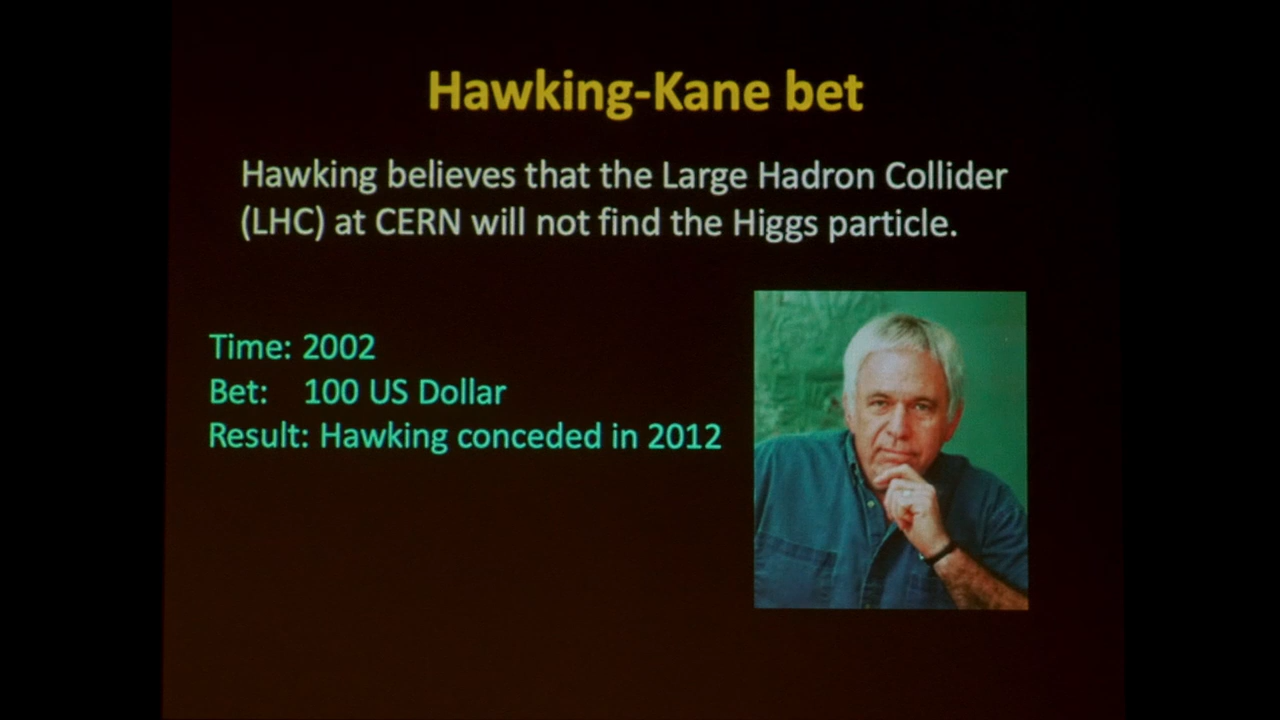 Hawking-Kane bet
Hawking believes that the Large Hadron Collider
(LHC) at CERN will not find the Higgs particle.
Time: 2002
Bet: 100 US Dollar
Result: Hawking conceded in 2012